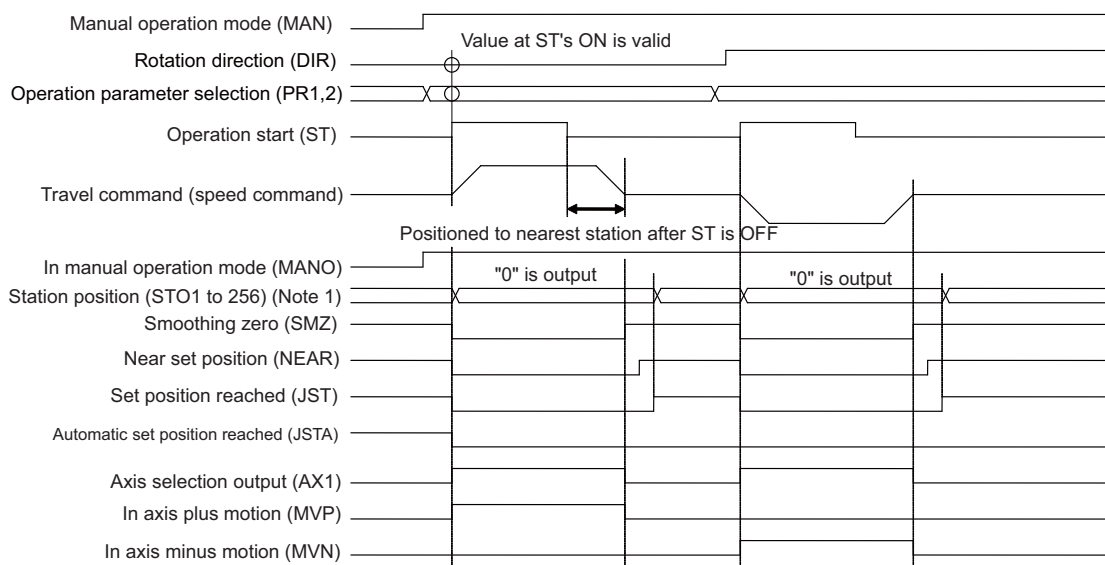 Manual operation mode (MAN)
Value at ST's ON is valid
Rotation direction (DIR)
Operation parameter selection (PR1,2)
Operation start (ST)
Travel command (speed command)
Positioned to nearest station after ST is OFF
In manual operation mode (MANO)
"0" is output
"0" is output
Station position (STO1 to 256) (Note 1)
Smoothing zero (SMZ)
Near set position (NEAR)
Set position reached (JST)
Automatic set position reached (JSTA)
Axis selection output (AX1)
In axis plus motion (MVP)
In axis minus motion (MVN)